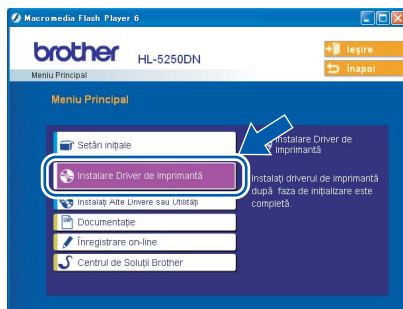 Macromedia Flash Player 6
brother
HL-5250DN
Ieşire
Înapoi
Meniu Principal
Meniu Principal
Setări iniţiale
Instalare Driver de Imprimantă
Instalaţi Alte Drivere sau Utilităţi
Documentaţie
Înregistrare on-line
Centrul de Soluţii Brother
Instalare Driver de
Imprimantă
Instalaţi driverul de imprimantă
după faza de iniţializare este
completă.